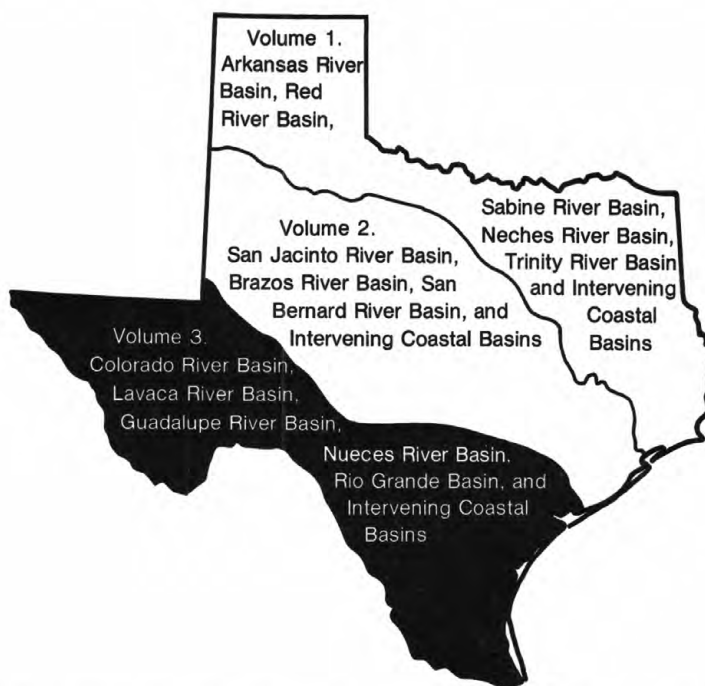 Volume 1.
Arkansas River
Basin, Red
River Basin,
Sabine River Basin,
Neches River Basin,
Trinity River Basin
and Intervening
Coastal
Basins
Volume 2.
San Jacinto River Basin,
Brazos River Basin, San
Bernard River Basin, and
Intervening Coastal Basins
Volume 3.
Colorado River Basin,
Lavaca River Basin,
Guadalupe River Basin,
Nueces River Basin.
Rio Grande Basin, and
Intervening Coastal
Basins